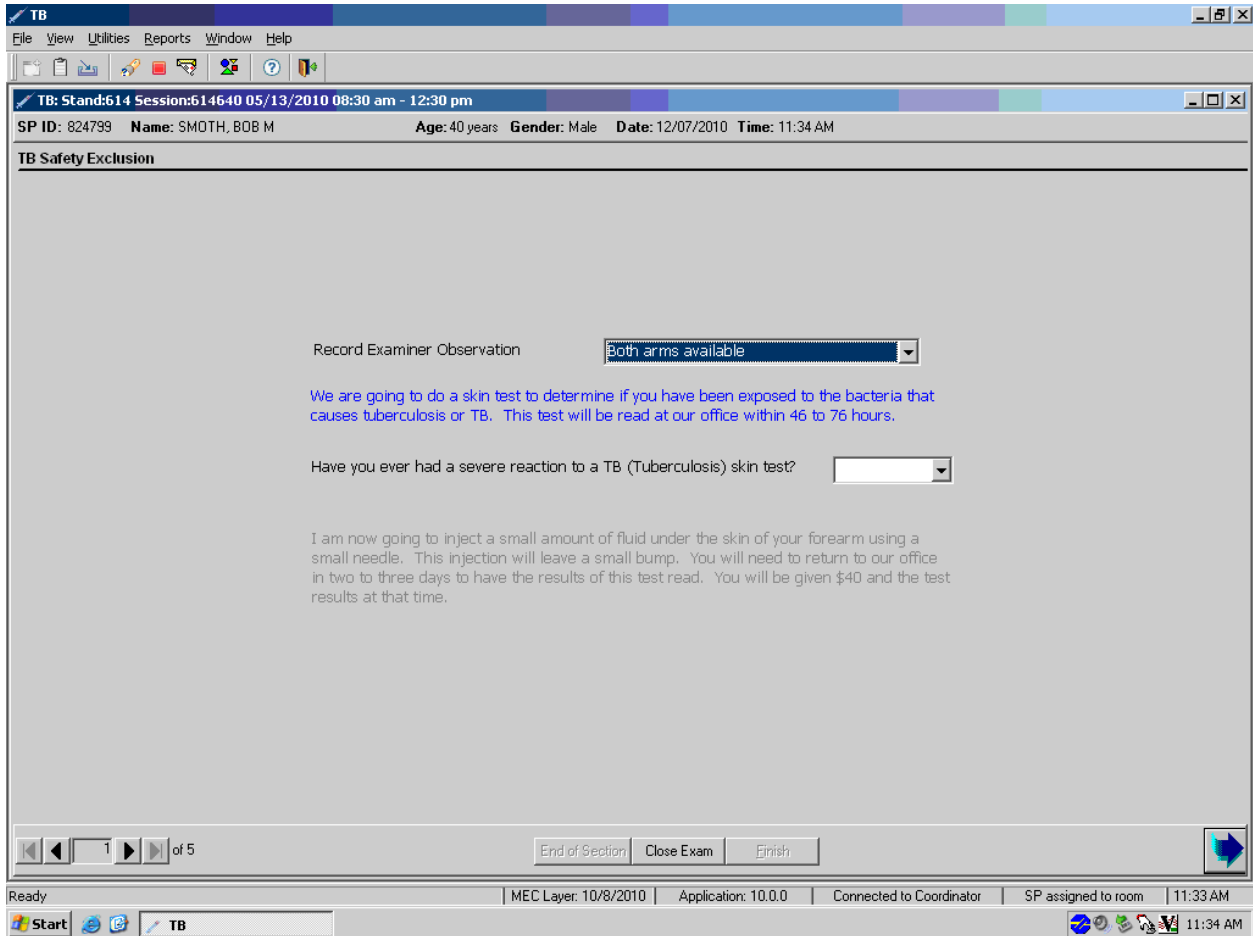 TB
File View Utilities Reports Window Help
TB: Stand:614 Session:614640 05/13/2010 08:30 am - 12:30 pm
SP ID: 824799 Name: SMOTH, BOB M Age: 40 years Gender: Male Date: 12/07/2010 Time: 11:34 AM
TB Safety Exclusion
Record Examiner Observation Both arms available
We are going to do a skin test to determine if you have been exposed to the bacteria that
causes tuberculosis or TB. This test will be read at our office within 46 to 76 hours.
Have you ever had a severe reaction to a TB (Tuberculosis) skin test?
I am now going to inject a small amount of fluid under the skin of your forearm using a
small needle. This injection will leave a small bump. You will need to return to our office
in two to three days to have the results of this test read. You will be given $40 and the test
results at that time.
1 of 5 End of Section Close Exam Finish
Ready MEC Layer: 10/8/2010 Application: 10.0.0 Connected to Coordinator SP assigned to room 11:33 AM
Start TB 11:34 AM